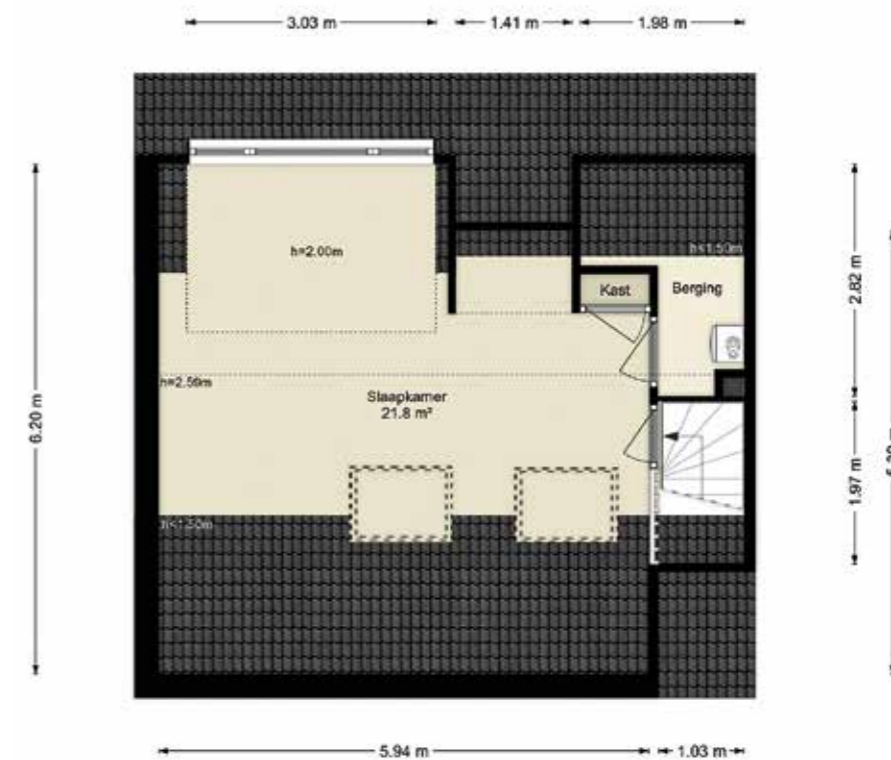 3.03 m
1.41 m
1.98 m
h=2.00m
h<1.50m
2.82 m
Kast
Berging
h=2.59m
Slaapkamer
21.8 m²
6.20 m
1.97 m
h<1.50m
5.94 m
1.03 m